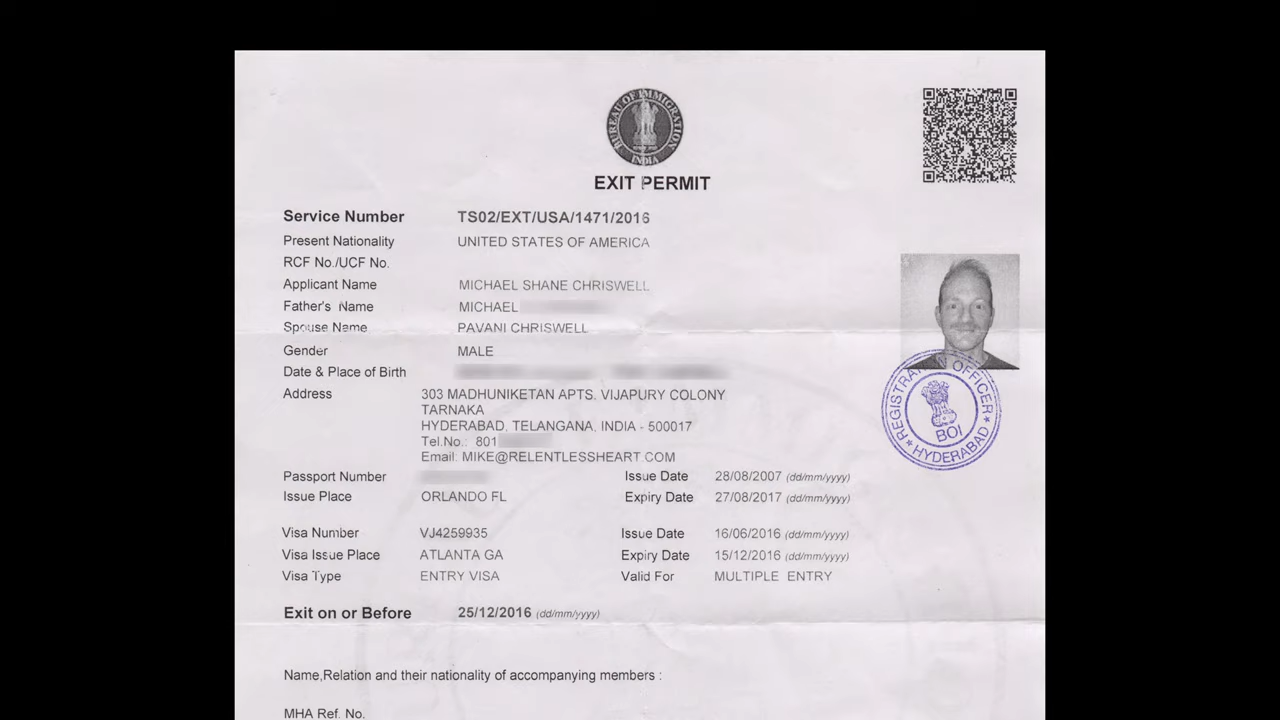 BUREAU OF IMMIGRATION
INDIA
EXIT PERMIT
Service Number TS02/EXT/USA/1471/2016
Present Nationality UNITED STATES OF AMERICA
RCF No./UCF No.
Applicant Name MICHAEL SHANE CHRISWELL
Father's Name MICHAEL
Spouse Name PAVANI CHRISWELL
Gender MALE
Date & Place of Birth
Address 303 MADHUNIKETAN APTS. VIJAPURY COLONY
TARNAKA
HYDERABAD, TELANGANA, INDIA - 500017
Tel.No.: 801
Email: MIKE@RELENTLESSHEART.COM
REGISTRATION OFFICER
BOI
HYDERABAD
Passport Number Issue Date 28/08/2007 (dd/mm/yyyy)
Issue Place ORLANDO FL Expiry Date 27/08/2017 (dd/mm/yyyy)
Visa Number VJ4259935 Issue Date 16/06/2016 (dd/mm/yyyy)
Visa Issue Place ATLANTA GA Expiry Date 15/12/2016 (dd/mm/yyyy)
Visa Type ENTRY VISA Valid For MULTIPLE ENTRY
Exit on or Before 25/12/2016 (dd/mm/yyyy)
Name,Relation and their nationality of accompanying members :
MHA Ref. No.